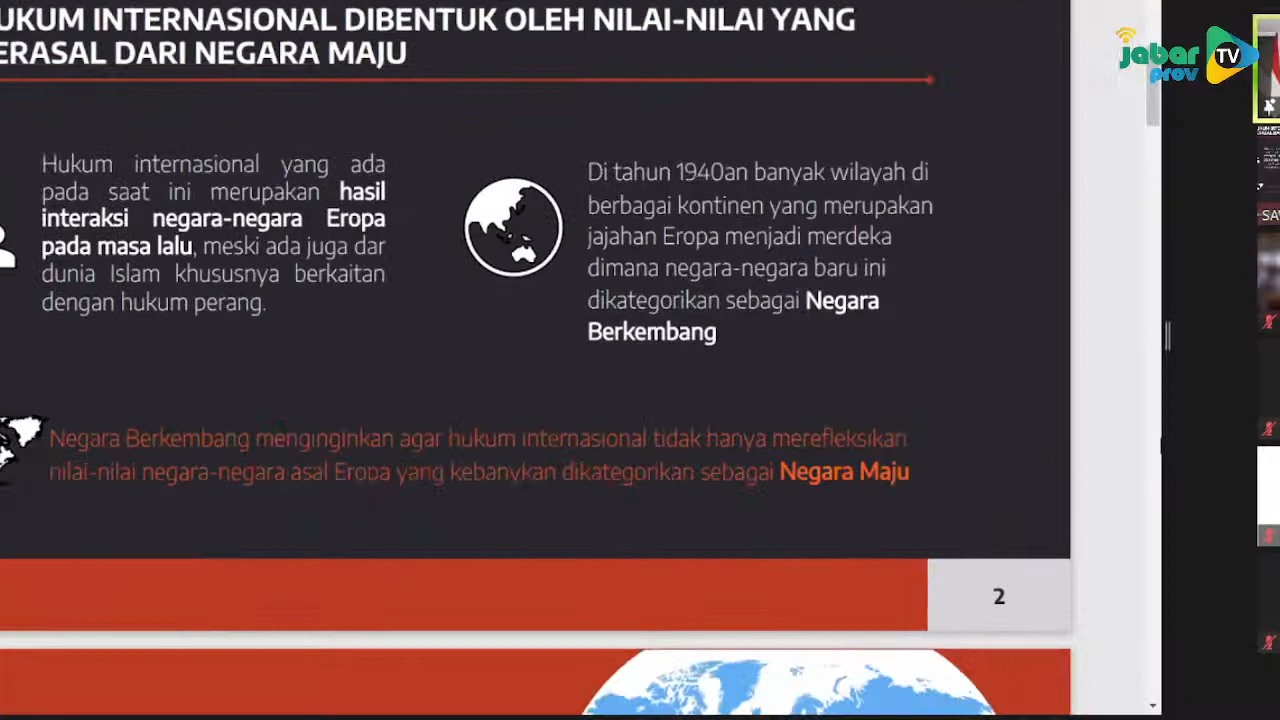 UKUM INTERNASIONAL DIBENTUK OLEH NILAI-NILAI YANG
ERASAL DARI NEGARA MAJU
jabar
prov
TV
Hukum internasional yang ada
pada saat ini merupakan hasil
interaksi negara-negara Eropa
pada masa lalu, meski ada juga dar
dunia Islam khususnya berkaitan
dengan hukum perang.
Di tahun 1940an banyak wilayah di
berbagai kontinen yang merupakan
jajahan Eropa menjadi merdeka
dimana negara-negara baru ini
dikategorikan sebagai Negara
Berkembang
Negara Berkembang menginginkan agar hukum internasional tidak hanya merefleksikan
nilai-nilai negara-negara asal Eropa yang kebanykan dikategorikan sebagai Negara Maju
2
SA